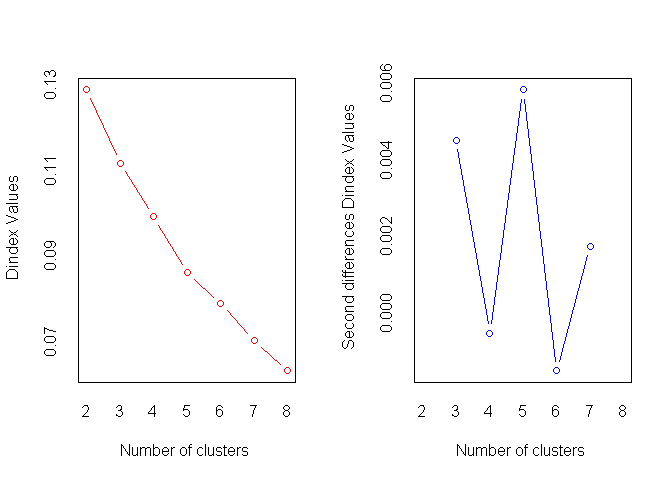 Dindex Values
0.13
0.11
0.09
0.07
2 3 4 5 6 7 8
Number of clusters
Second differences Dindex Values
0.006
0.004
0.002
0.000
2 3 4 5 6 7 8
Number of clusters